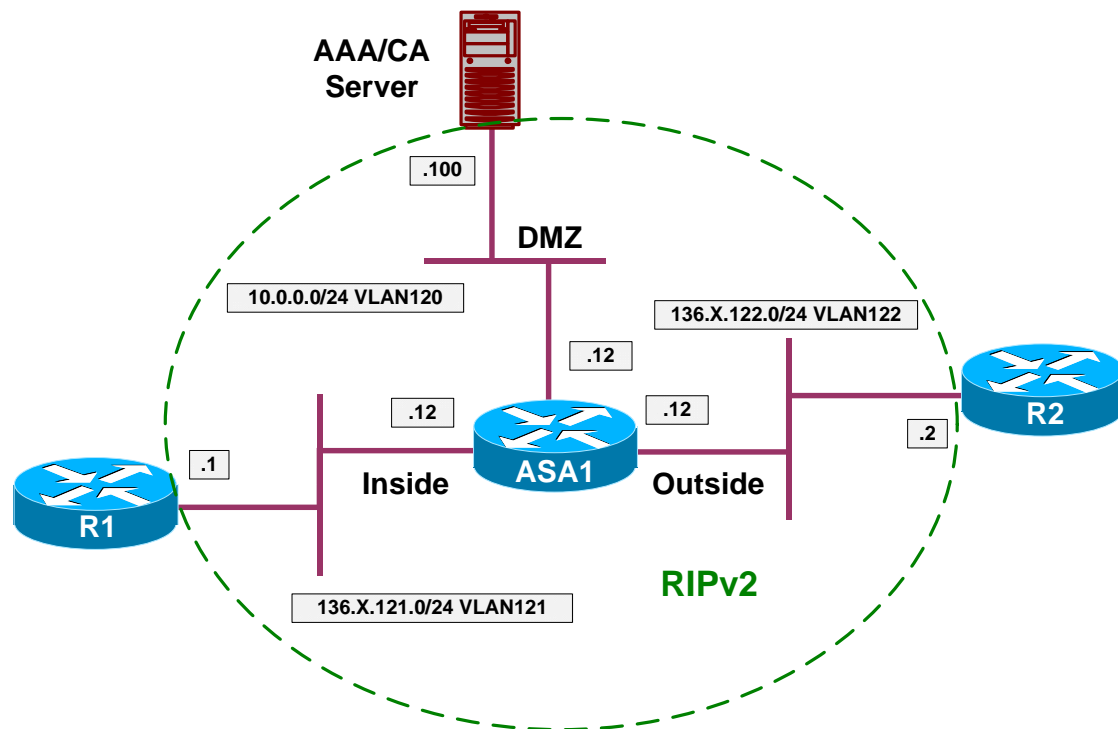 AAA/CA
Server
.100
DMZ
10.0.0.0/24 VLAN120
136.X.122.0/24 VLAN122
.12
.12
.12
R2
.2
.1
Inside
ASA1
Outside
R1
RIPv2
136.X.121.0/24 VLAN121